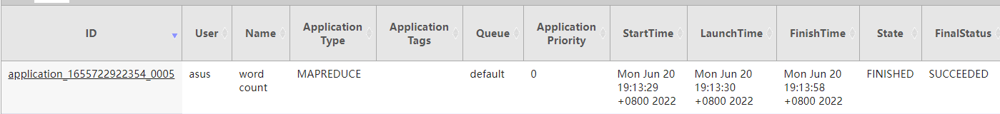 ID User Name Application Type Application Tags Queue Application Priority StartTime LaunchTime FinishTime State FinalStatus
application_1655722922354_0005 asus word count MAPREDUCE default 0 Mon Jun 20 19:13:29 +0800 2022 Mon Jun 20 19:13:30 +0800 2022 Mon Jun 20 19:13:58 +0800 2022 FINISHED SUCCEEDED